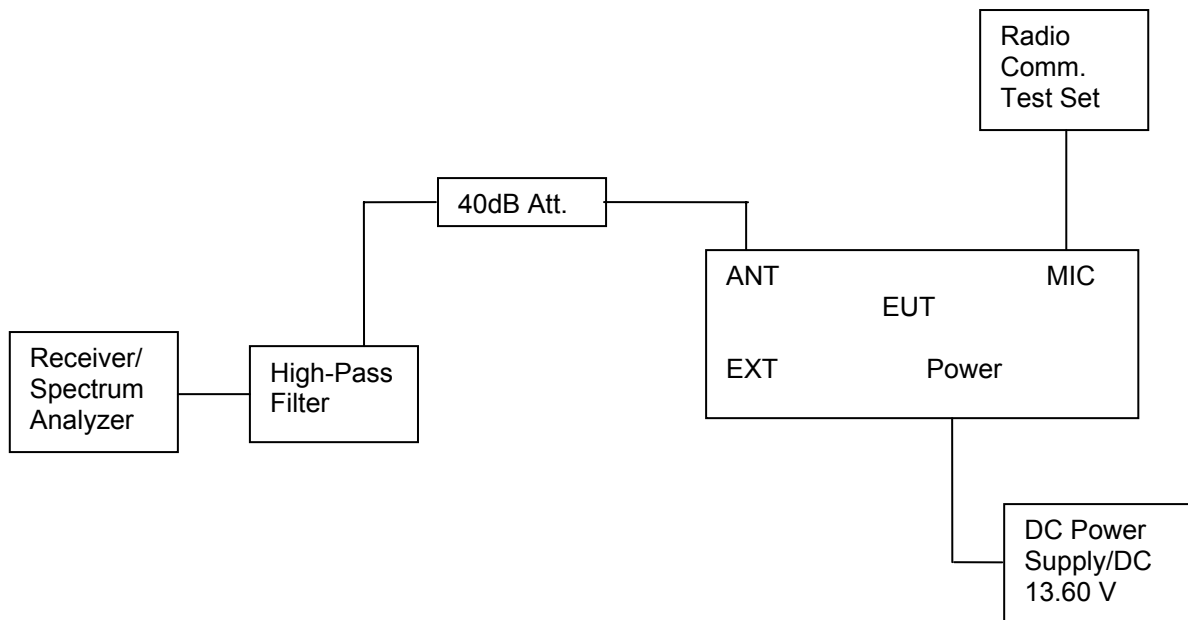 Radio
Comm.
Test Set
40dB Att.
ANT
MIC
EUT
EXT
Power
Receiver/
Spectrum
Analyzer
High-Pass
Filter
DC Power
Supply/DC
13.60 V